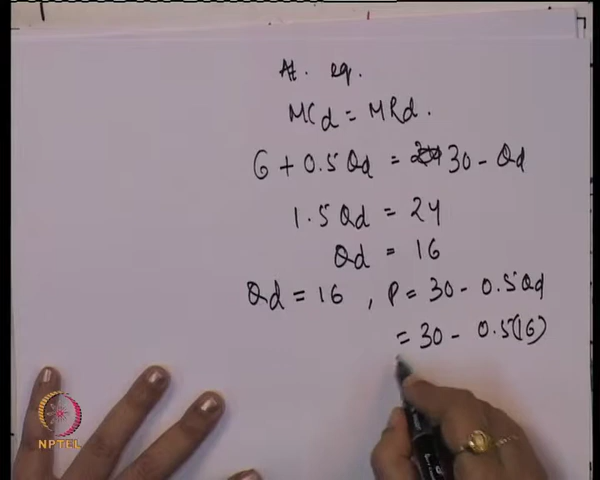 At. eq.
MCd = MRd.
6 + 0.5Qd = 30 - Qd
1.5Qd = 24
Qd = 16
Qd = 16 , P = 30 - 0.5Qd
= 30 - 0.5(16)
NPTEL